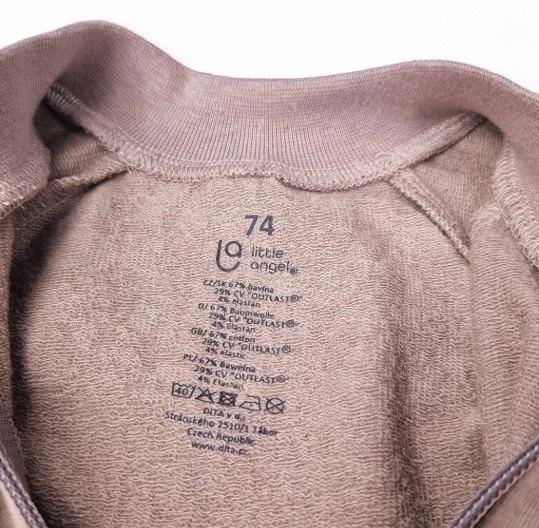 74
little
angel®
CZ/SK 67% bavlna
29% CV "OUTLAST®"
4% elastan
D/ 67% Baumwolle
29% CV "OUTLAST®"
4% Elastan
GB/ 67% cotton
29% CV "OUTLAST®"
4% elastic
PL/ 67% Bawełna
29% CV "OUTLAST®"
4% Elastan
40
DITA v.d.i.
Stránského 2510/1 Tábor
Czech Republic
www.dita.cz